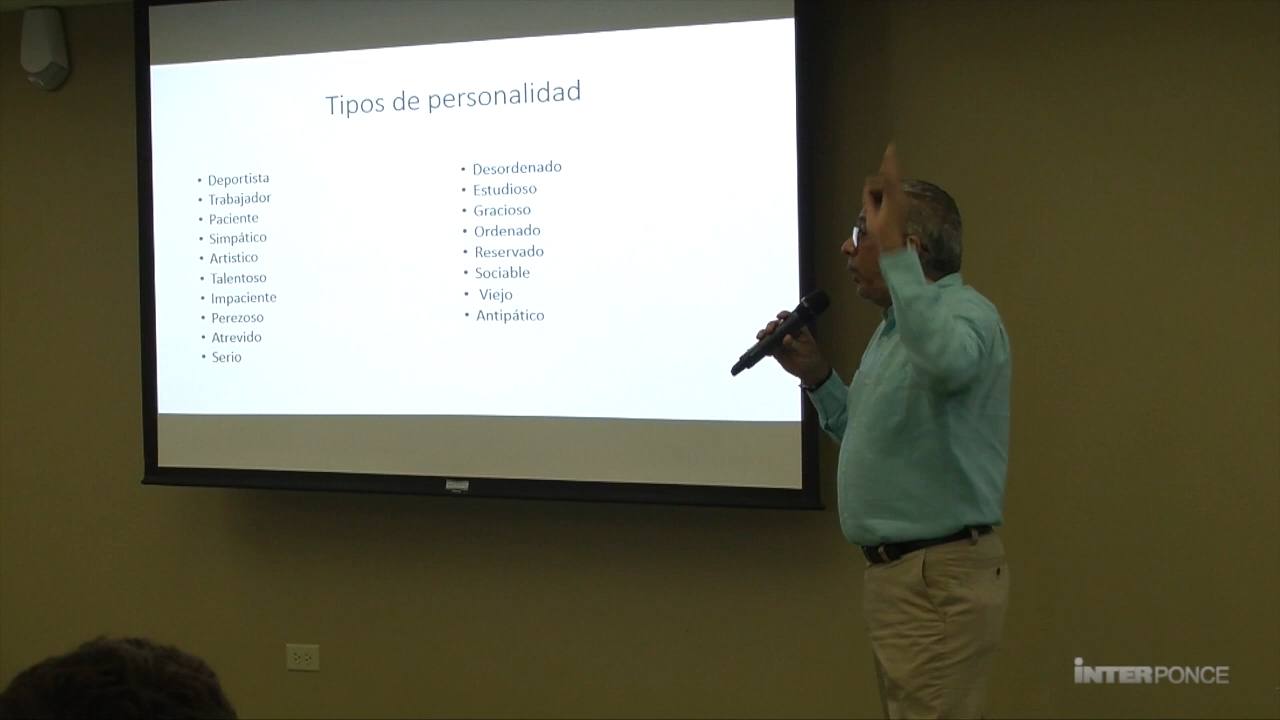 Tipos de personalidad
• Deportista
• Trabajador
• Paciente
• Simpático
• Artistico
• Talentoso
• Impaciente
• Perezoso
• Atrevido
• Serio
• Desordenado
• Estudioso
• Gracioso
• Ordenado
• Reservado
• Sociable
• Viejo
• Antipático
INTERPONCE